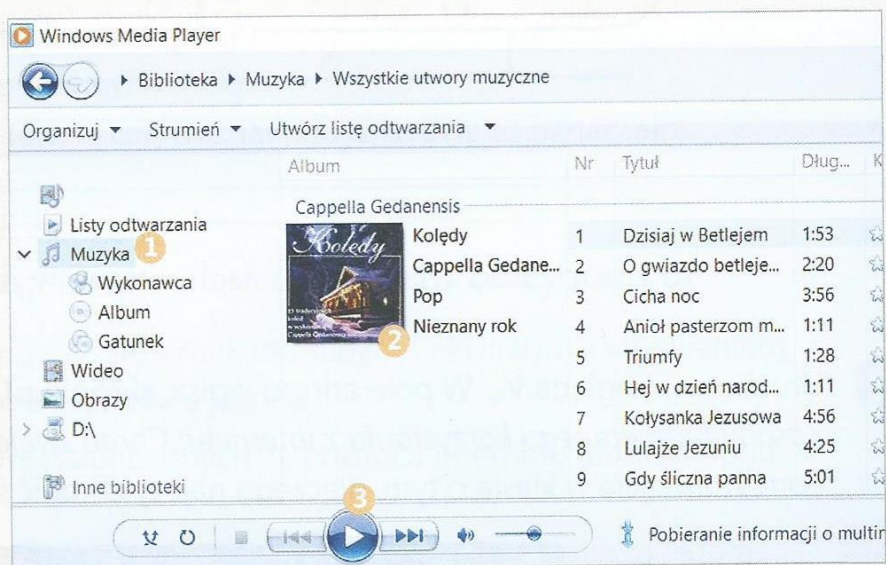 Windows Media Player
Biblioteka Muzyka Wszystkie utwory muzyczne
Organizuj Strumień Utwórz listę odtwarzania
Album Nr Tytuł Dług... K
Cappella Gedanensis
Listy odtwarzania
Muzyka 1
Wykonawca
Album
Gatunek
Wideo
Obrazy
D:\
Inne biblioteki
Kolędy
Cappella Gedanensis
2
Kolędy
Cappella Gedane...
Pop
Nieznany rok
1 Dzisiaj w Betlejem 1:53
2 O gwiazdo betleje... 2:20
3 Cicha noc 3:56
4 Anioł pasterzom m... 1:11
5 Triumfy 1:28
6 Hej w dzień narod... 1:11
7 Kołysanka Jezusowa 4:56
8 Lulajże Jezuniu 4:25
9 Gdy śliczna panna 5:01
3
Pobieranie informacji o multir